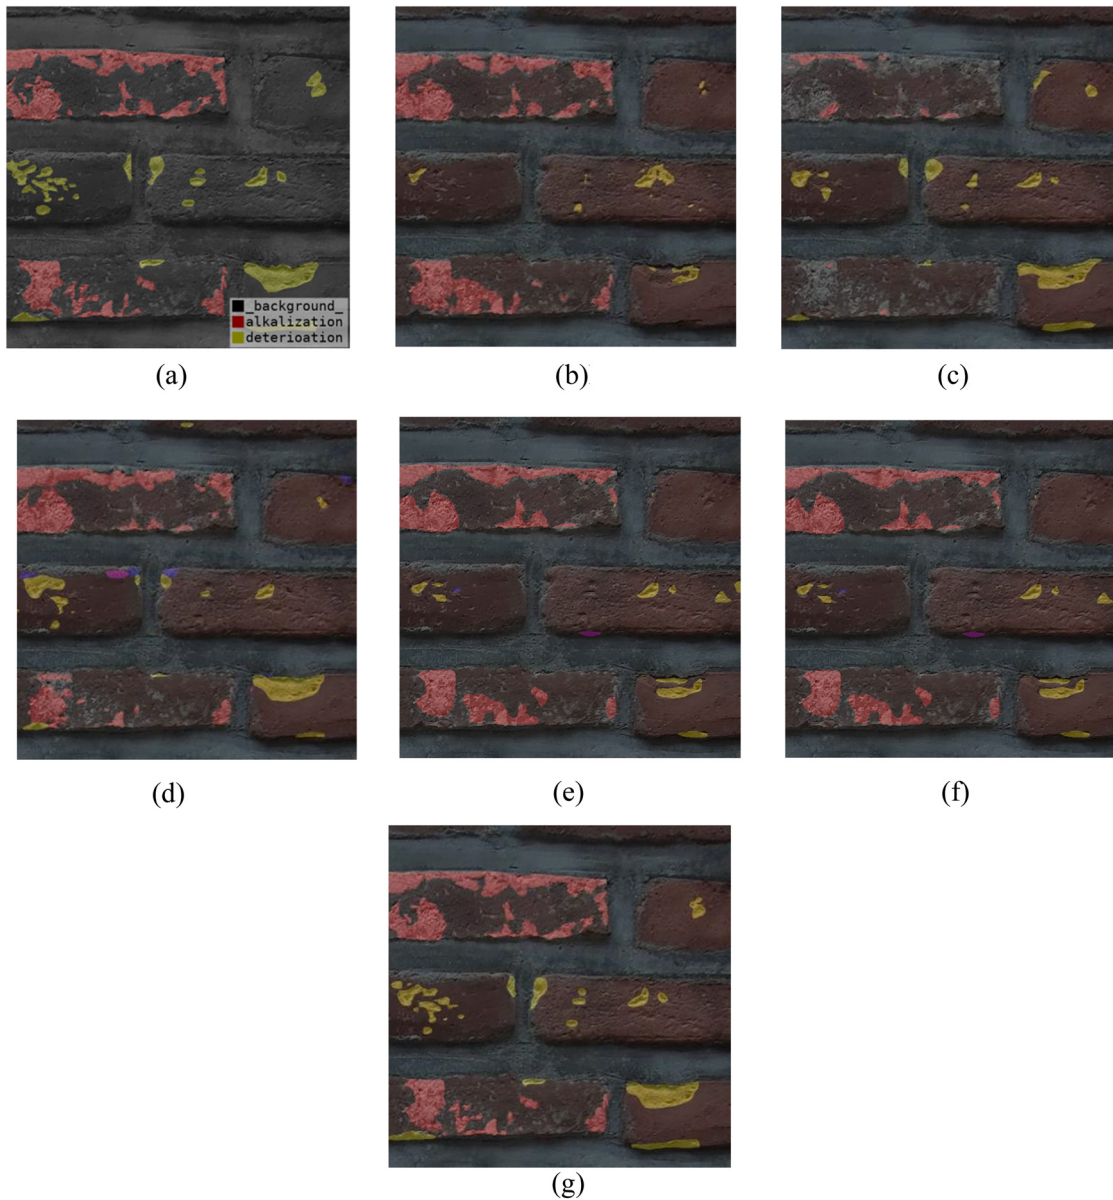 _background_
alkalization
deterioation
(a)
(b)
(c)
(d)
(e)
(f)
(g)